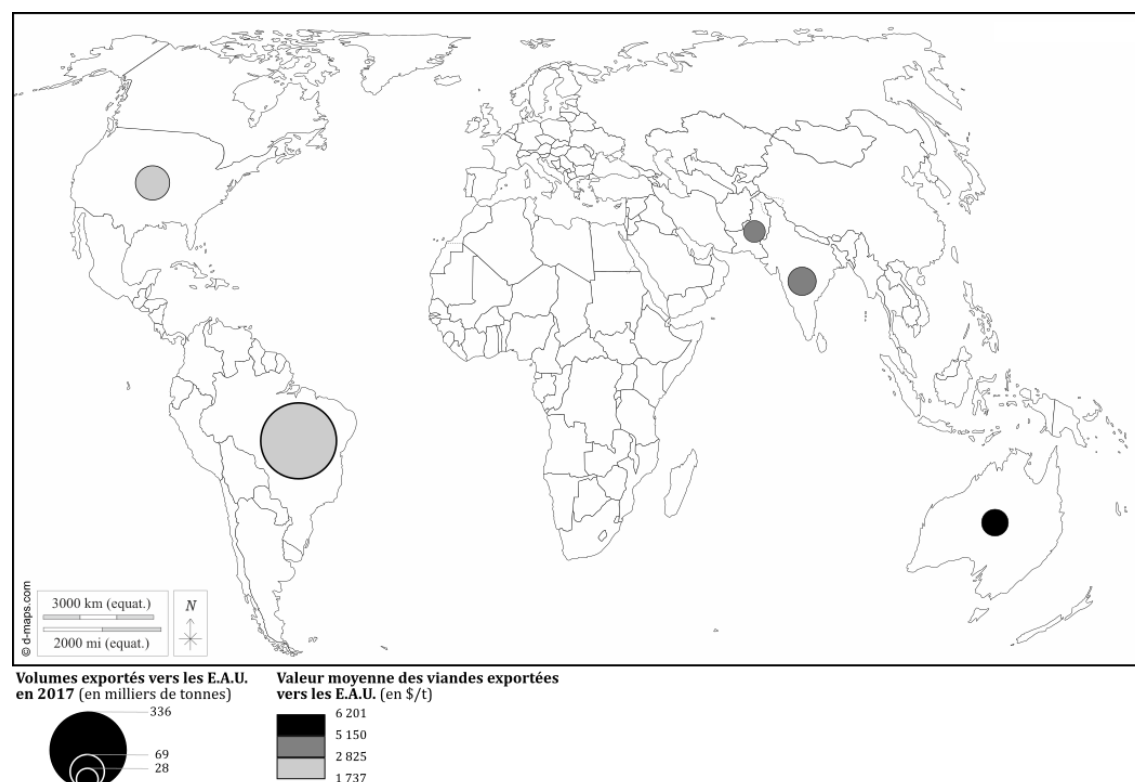 © d-maps.com
3000 km (equat.)
2000 mi (equat.)
N
Volumes exportés vers les E.A.U.
en 2017 (en milliers de tonnes)
336
69
28
Valeur moyenne des viandes exportées
vers les E.A.U. (en $/t)
6 201
5 150
2 825
1 737